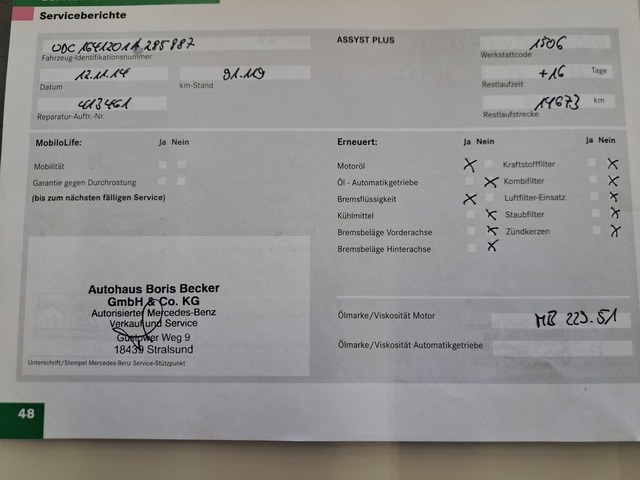 Serviceberichte
WDC 1641201A 285887
Fahrzeug-Identifikationsnummer
ASSYST PLUS
1506
Werkstattcode
12.11.14
Datum
91.119
km-Stand
+16 Tage
Restlaufzeit
413461
Reparatur-Auftr.-Nr.
14673 km
Restlaufstrecke
MobiloLife: Ja Nein
Mobilität
Garantie gegen Durchrostung
(bis zum nächsten fälligen Service)
Erneuert: Ja Nein Ja Nein
Motoröl X Kraftstofffilter X
Öl - Automatikgetriebe X Kombifilter X
Bremsflüssigkeit X Luftfilter-Einsatz X
Kühlmittel X Staubfilter X
Bremsbeläge Vorderachse X Zündkerzen X
Bremsbeläge Hinterachse X
Autohaus Boris Becker
GmbH & Co. KG
Autorisierter Mercedes-Benz
Verkauf und Service
Güstrower Weg 9
18439 Stralsund
Unterschrift/Stempel Mercedes-Benz Service-Stützpunkt
Ölmarke/Viskosität Motor MB 229.51
Ölmarke/Viskosität Automatikgetriebe
48